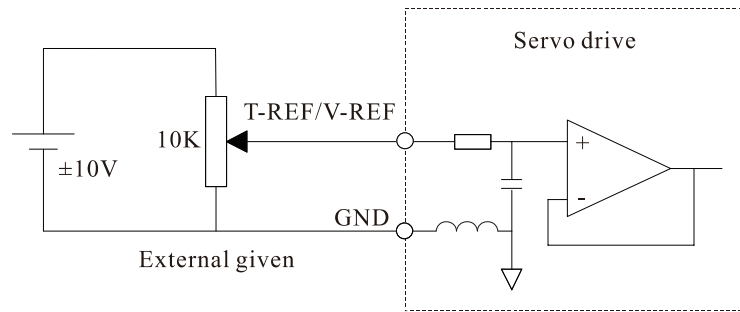 Servo drive
T-REF/V-REF
10K
±10V
GND
External given
+
-